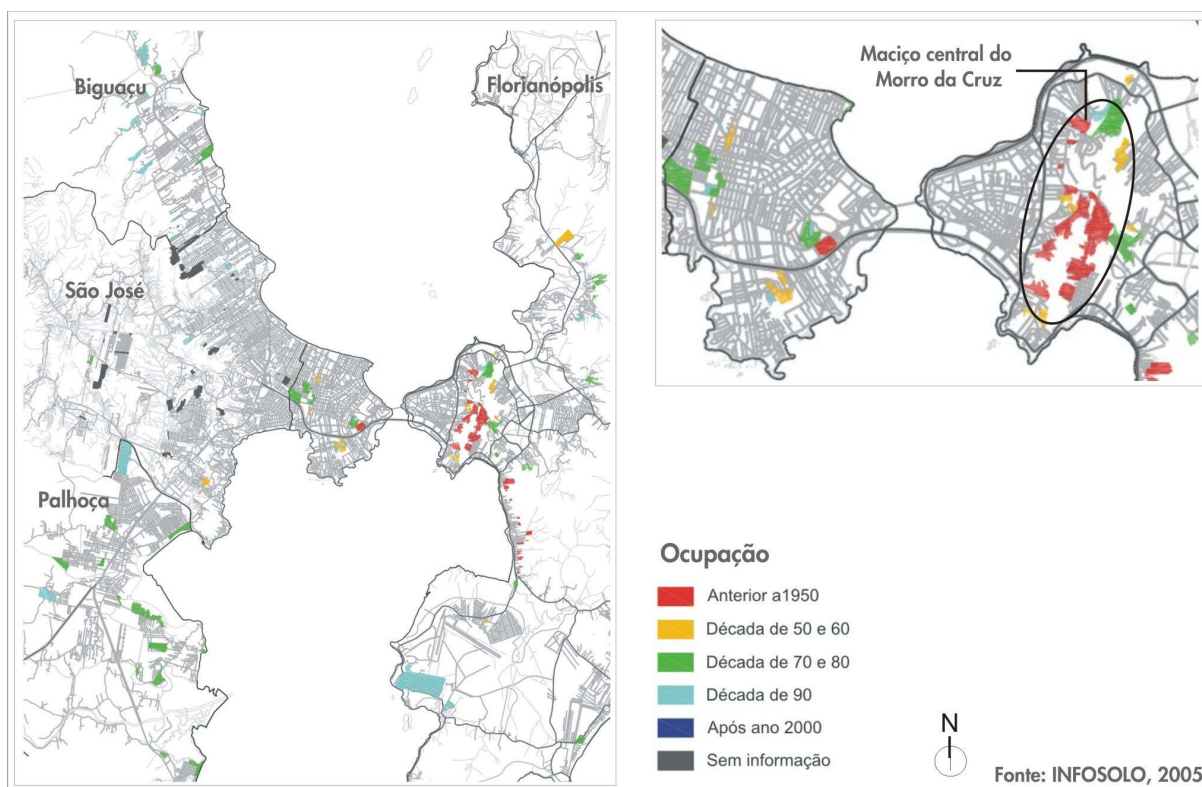 Biguaçu
Florianópolis
São José
Palhoça
Maciço central do
Morro da Cruz
Ocupação
Anterior a1950
Década de 50 e 60
Década de 70 e 80
Década de 90
Após ano 2000
Sem informação
N
Fonte: INFOSOLO, 2005